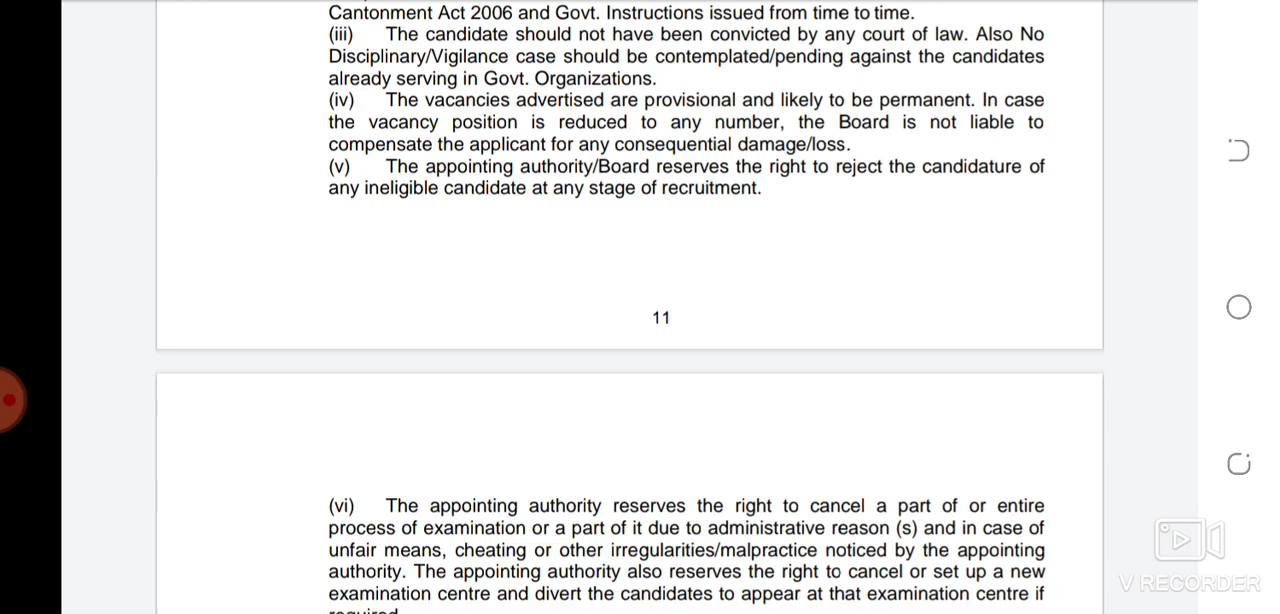 Cantonment Act 2006 and Govt. Instructions issued from time to time.
(iii) The candidate should not have been convicted by any court of law. Also No
Disciplinary/Vigilance case should be contemplated/pending against the candidates
already serving in Govt. Organizations.
(iv) The vacancies advertised are provisional and likely to be permanent. In case
the vacancy position is reduced to any number, the Board is not liable to
compensate the applicant for any consequential damage/loss.
(v) The appointing authority/Board reserves the right to reject the candidature of
any ineligible candidate at any stage of recruitment.
11
(vi) The appointing authority reserves the right to cancel a part of or entire
process of examination or a part of it due to administrative reason (s) and in case of
unfair means, cheating or other irregularities/malpractice noticed by the appointing
authority. The appointing authority also reserves the right to cancel or set up a new
examination centre and divert the candidates to appear at that examination centre if
V RECORDER